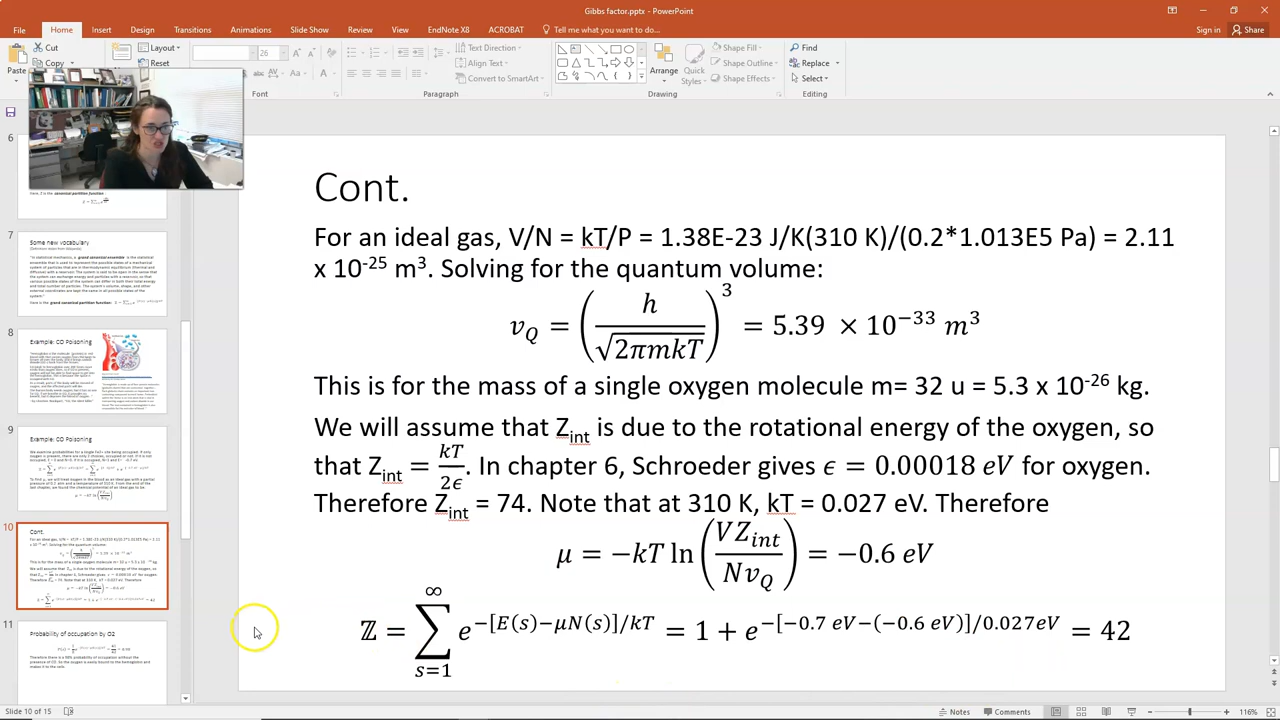 Gibbs factor.pptx - PowerPoint
File Home Insert Design Transitions Animations Slide Show Review View EndNote X8 ACROBAT Tell me what you want to do... Sign in Share
Paste
Cut
Copy
Layout
Reset
26
Text Direction
Align Text
Convert to SmartArt
Arrange
Quick Styles
Shape Fill
Shape Outline
Shape Effects
Find
Replace
Select
Font Paragraph Drawing Editing
6
7
Some new vocabulary
8
Example: CO Poisoning
9
Example: CO Poisoning
10
Cont.
11
Probability of occupation by O2
Cont.
For an ideal gas, V/N = kT/P = 1.38E-23 J/K(310 K)/(0.2*1.013E5 Pa) = 2.11
x 10⁻²⁵ m³. Solving for the quantum volume:
v_Q = (h/√(2πmkT))³ = 5.39 × 10⁻³³ m³
This is for the mass of a single oxygen molecule m= 32 u = 5.3 x 10⁻²⁶ kg.
We will assume that Z_int is due to the rotational energy of the oxygen, so
that Z_int = kT/2ϵ. In chapter 6, Schroeder gives ϵ = 0.00018 eV for oxygen.
Therefore Z_int = 74. Note that at 310 K, kT = 0.027 eV. Therefore
μ = −kT ln(VZ_int/Nv_Q) = −0.6 eV
ℤ = ∑_{s=1}^{∞} e^{−[E(s)−μN(s)]/kT} = 1 + e^{−[−0.7 eV−(−0.6 eV)]/0.027eV} = 42
Slide 10 of 15 Notes Comments 116%